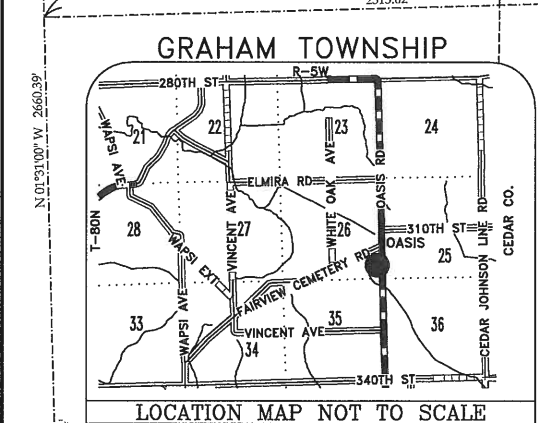 GRAHAM TOWNSHIP
R-5W
280TH ST
21
22
23
24
WAPSI AVE
WHITE OAK AVE
OASIS RD
ELMIRA RD
T-80N
28
27
26
25
310TH ST
OASIS
CEDAR JOHNSON LINE RD
CEDAR CO.
WAPSI EXT
VINCENT AVE
FAIRVIEW CEMETERY RD
WAPSI AVE
33
34
35
36
VINCENT AVE
340TH ST
LOCATION MAP NOT TO SCALE
N 01°31'00" W 2660.39'